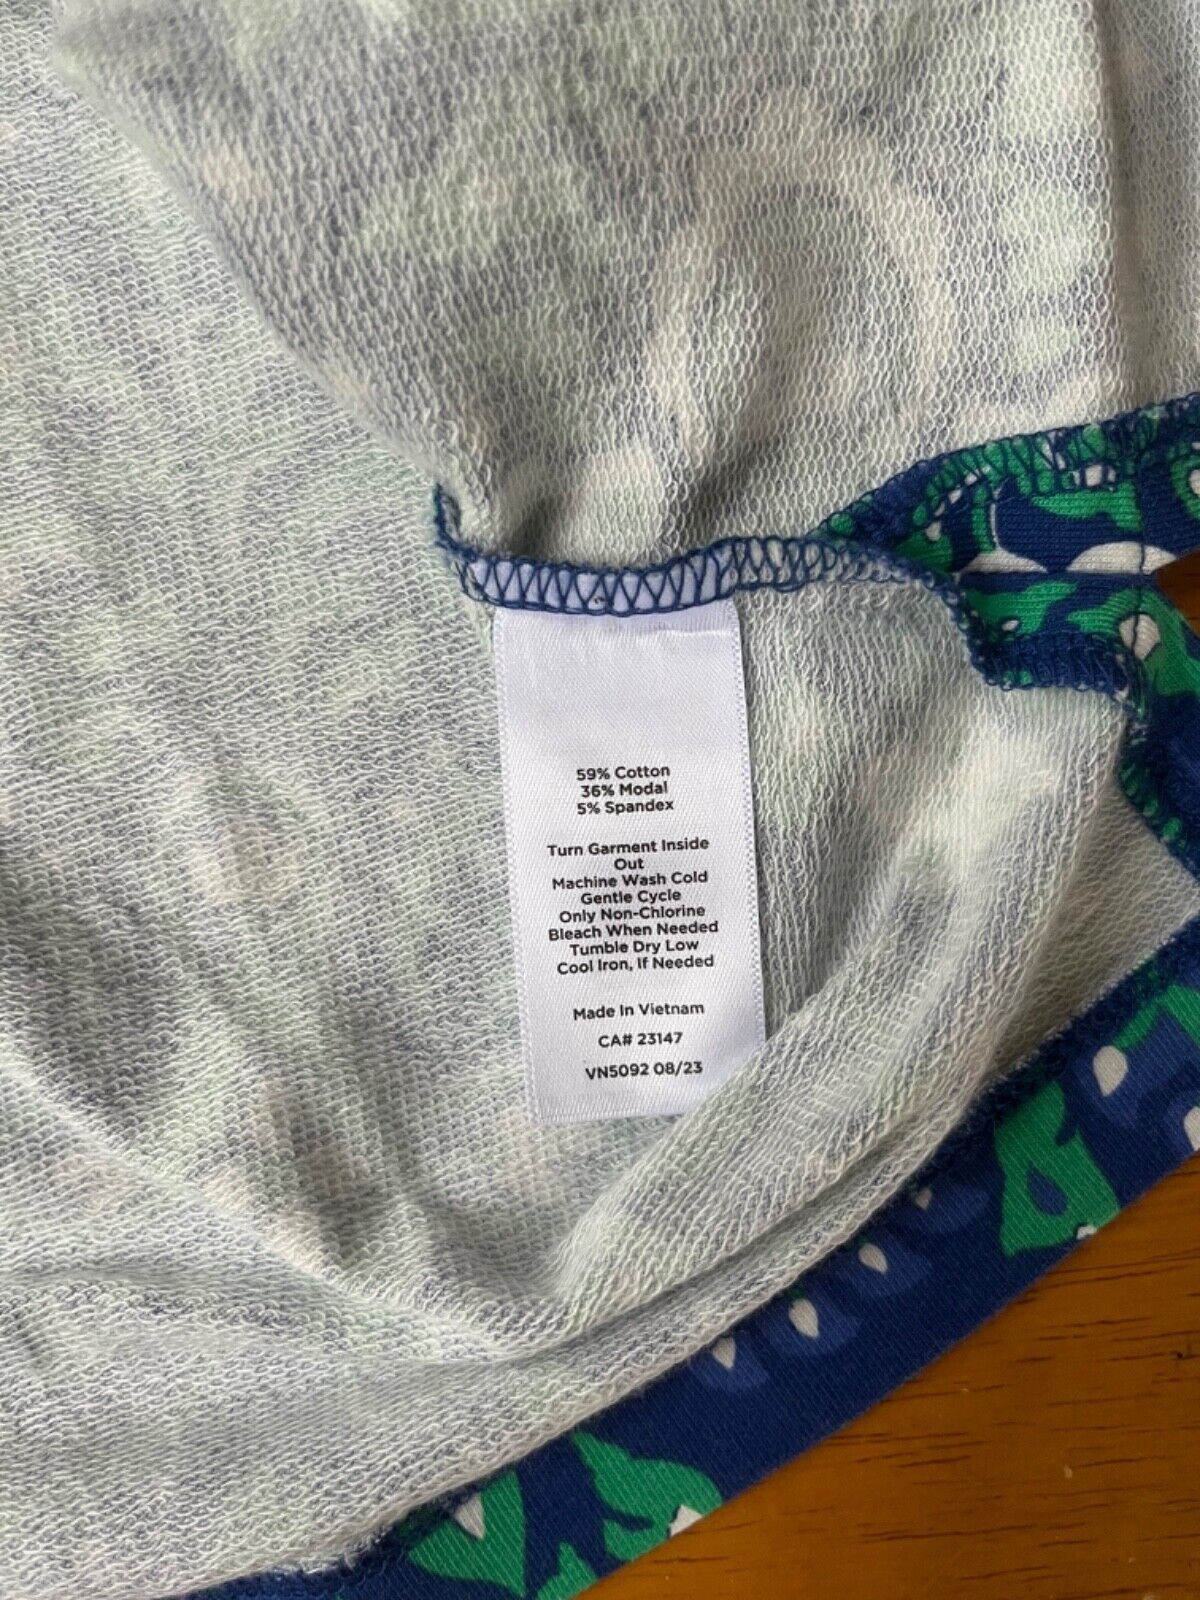 59% Cotton
36% Modal
5% Spandex
Turn Garment Inside
Out
Machine Wash Cold
Gentle Cycle
Only Non-Chlorine
Bleach When Needed
Tumble Dry Low
Cool Iron, If Needed
Made In Vietnam
CA# 23147
VN5092 08/23